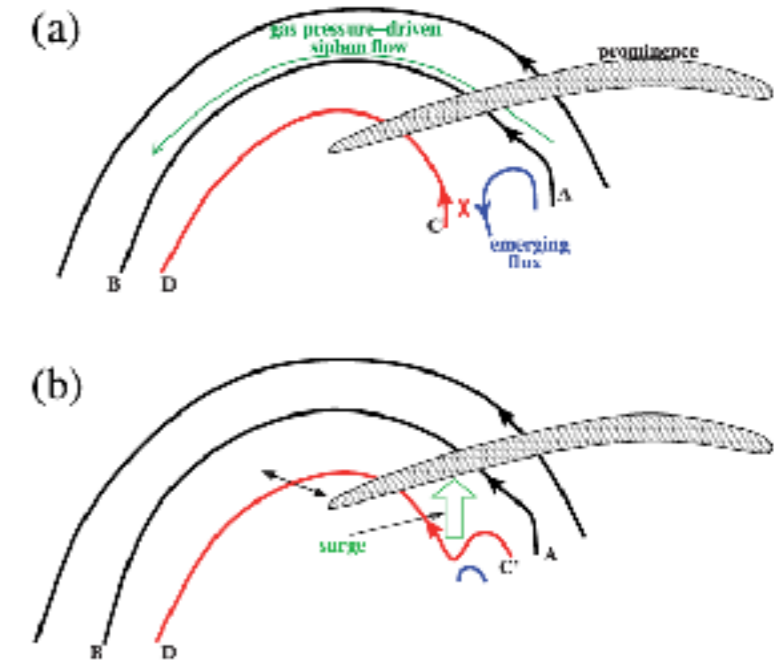 (a)
gas pressure-driven
siphon flow
prominence
A
C
X
emerging
flux
B
D
(b)
surge
C'
A
B
D